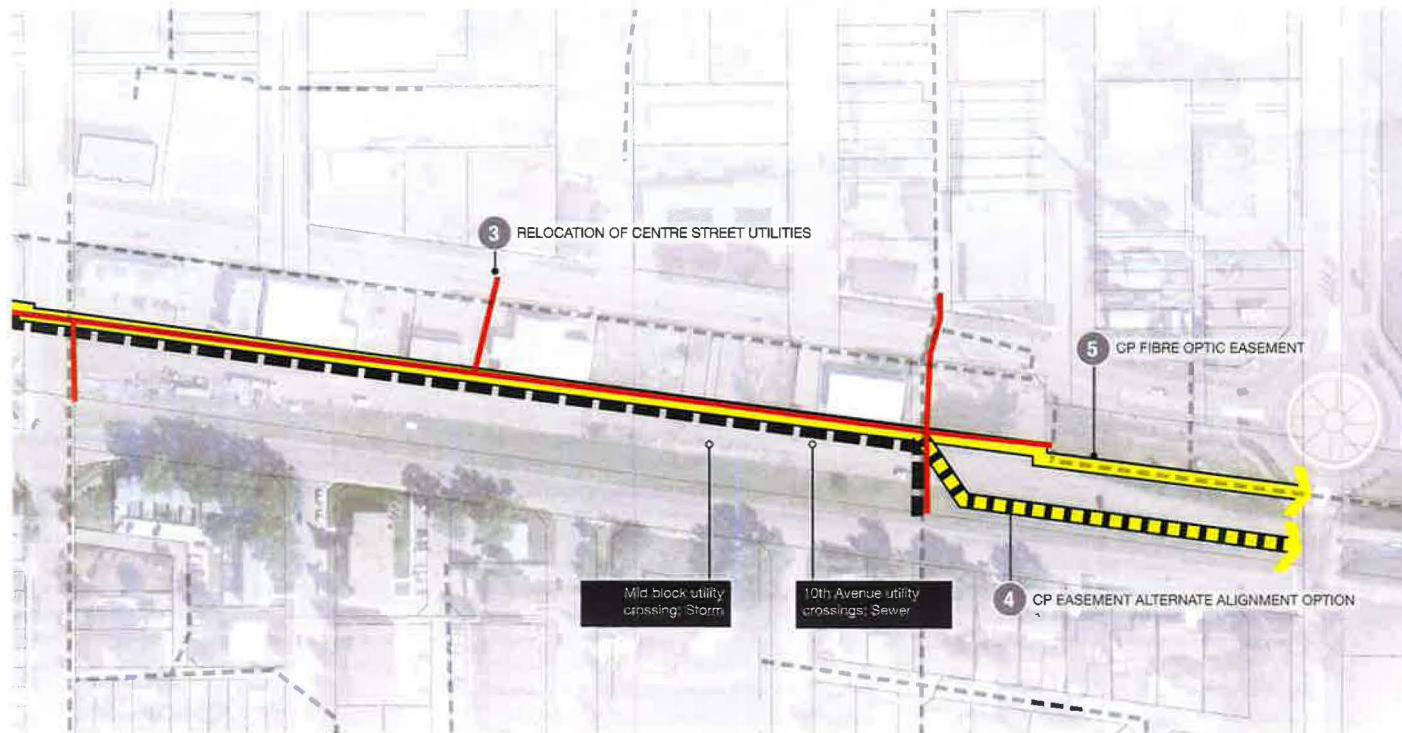 3 RELOCATION OF CENTRE STREET UTILITIES
5 CP FIBRE OPTIC EASEMENT
Mid block utility
crossing; Storm
10th Avenue utility
crossings; Sewer
4 CP EASEMENT ALTERNATE ALIGNMENT OPTION